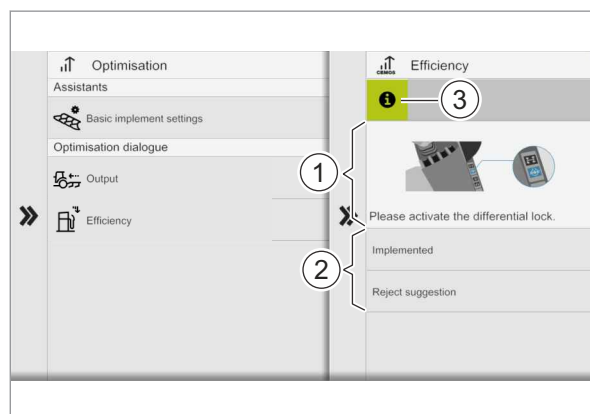 Optimisation
Assistants
Basic implement settings
Optimisation dialogue
Output
Efficiency
CEMOS
Efficiency
3
1
Please activate the differential lock.
2
Implemented
Reject suggestion